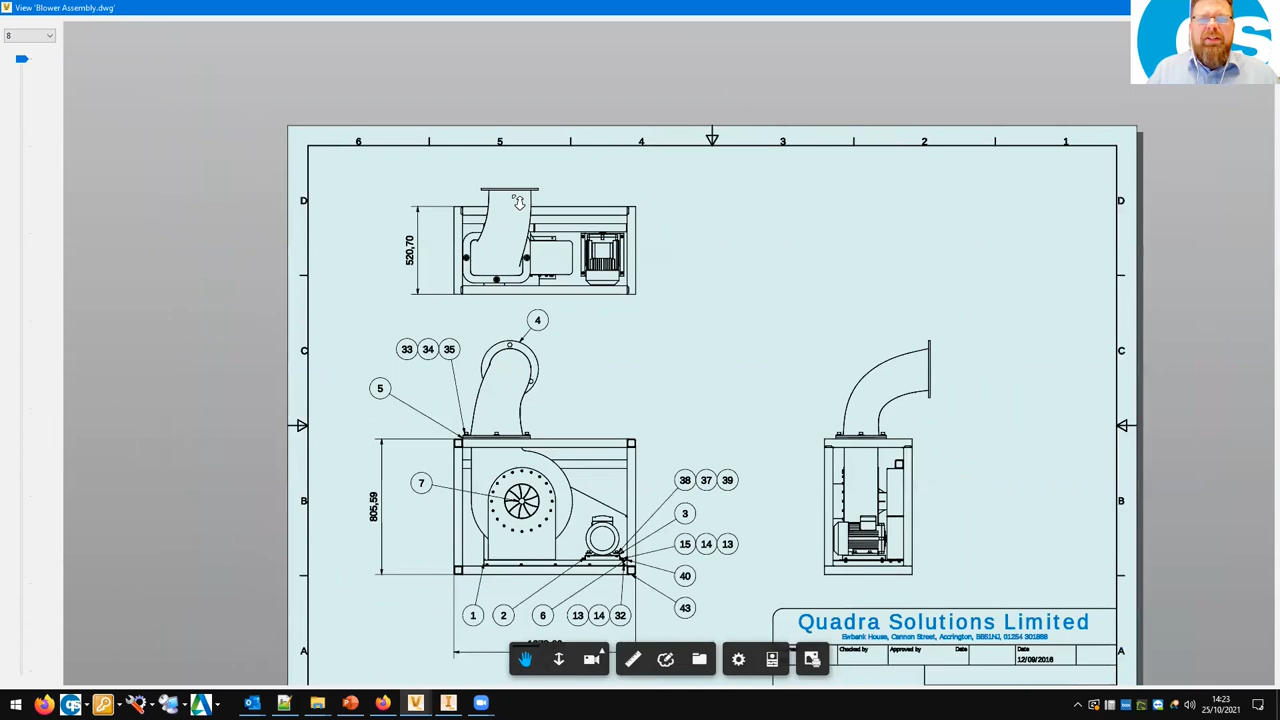 View 'Blower Assembly.dwg'
8
6 5 4 3 2 1
D D
520,70
4
33 34 35
C C
5
7
38 37 39
3
B B
805,59
15 14 13
40
43
1 2 6 13 14 32
Quadra Solutions Limited
Ewbank House, Cannon Street, Accrington, BB51NJ, 01254 301888
A A
Checked by Approved by Date Date
12/09/2016
14:23
25/10/2021